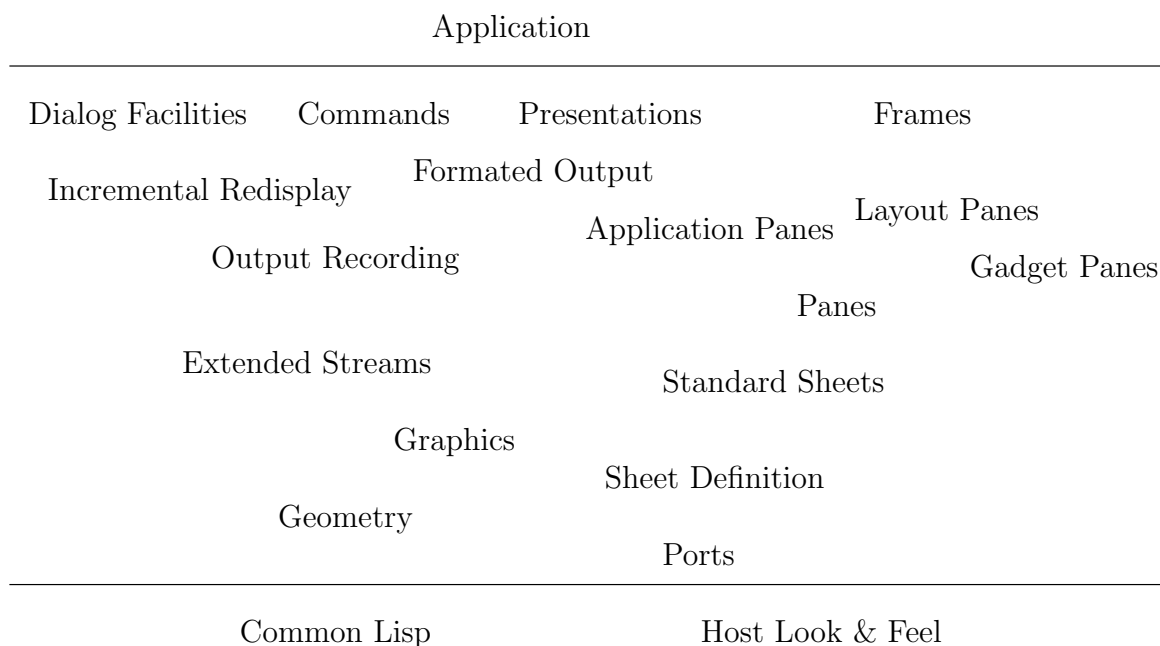 Application
Dialog Facilities Commands Presentations Frames
Formated Output
Incremental Redisplay
Layout Panes
Application Panes
Output Recording
Gadget Panes
Panes
Extended Streams
Standard Sheets
Graphics
Sheet Definition
Geometry
Ports
Common Lisp Host Look & Feel